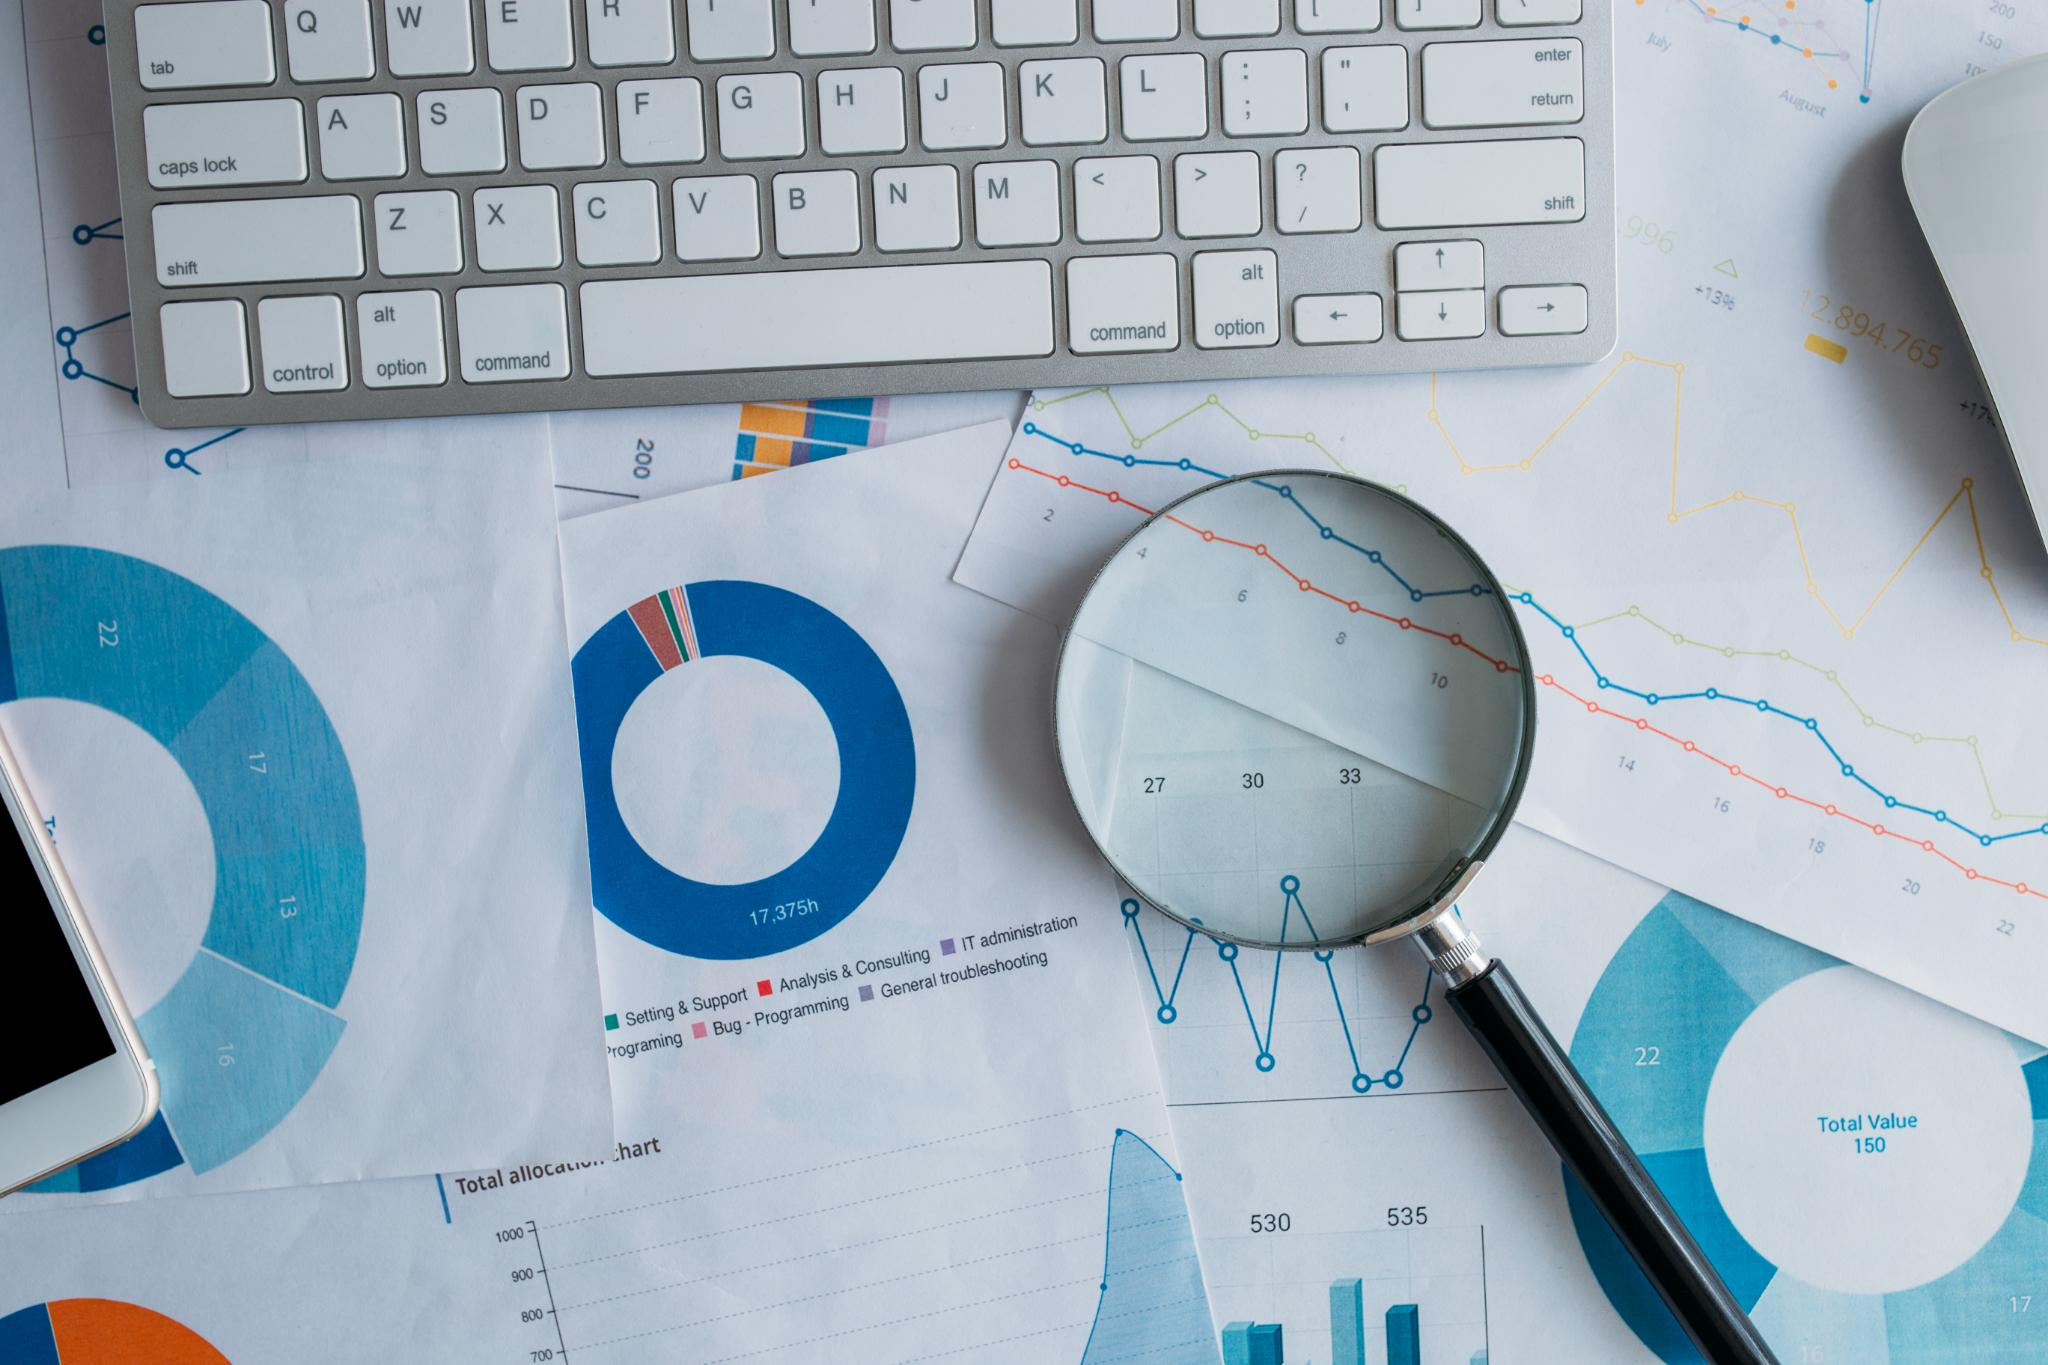 Q W E R
tab
A S D F G H J K L : ; " ' enter return
caps lock
Z X C V B N M < > ? / shift
shift
control alt option command command alt option
July
August
200
150
+13%
12.894.765
200
2
4
6
8
10
14
16
18
20
22
27 30 33
22
17
13
16
17,375h
Setting & Support Analysis & Consulting IT administration
Bug - Programming General troubleshooting
Total
chart
1000
900
800
700
530 535
22
Total Value
150
17
16